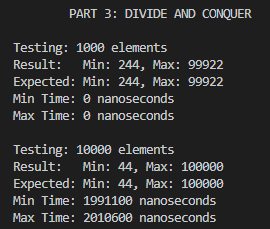 PART 3: DIVIDE AND CONQUER
Testing: 1000 elements
Result:   Min: 244, Max: 99922
Expected: Min: 244, Max: 99922
Min Time: 0 nanoseconds
Max Time: 0 nanoseconds
Testing: 10000 elements
Result:   Min: 44, Max: 100000
Expected: Min: 44, Max: 100000
Min Time: 1991100 nanoseconds
Max Time: 2010600 nanoseconds